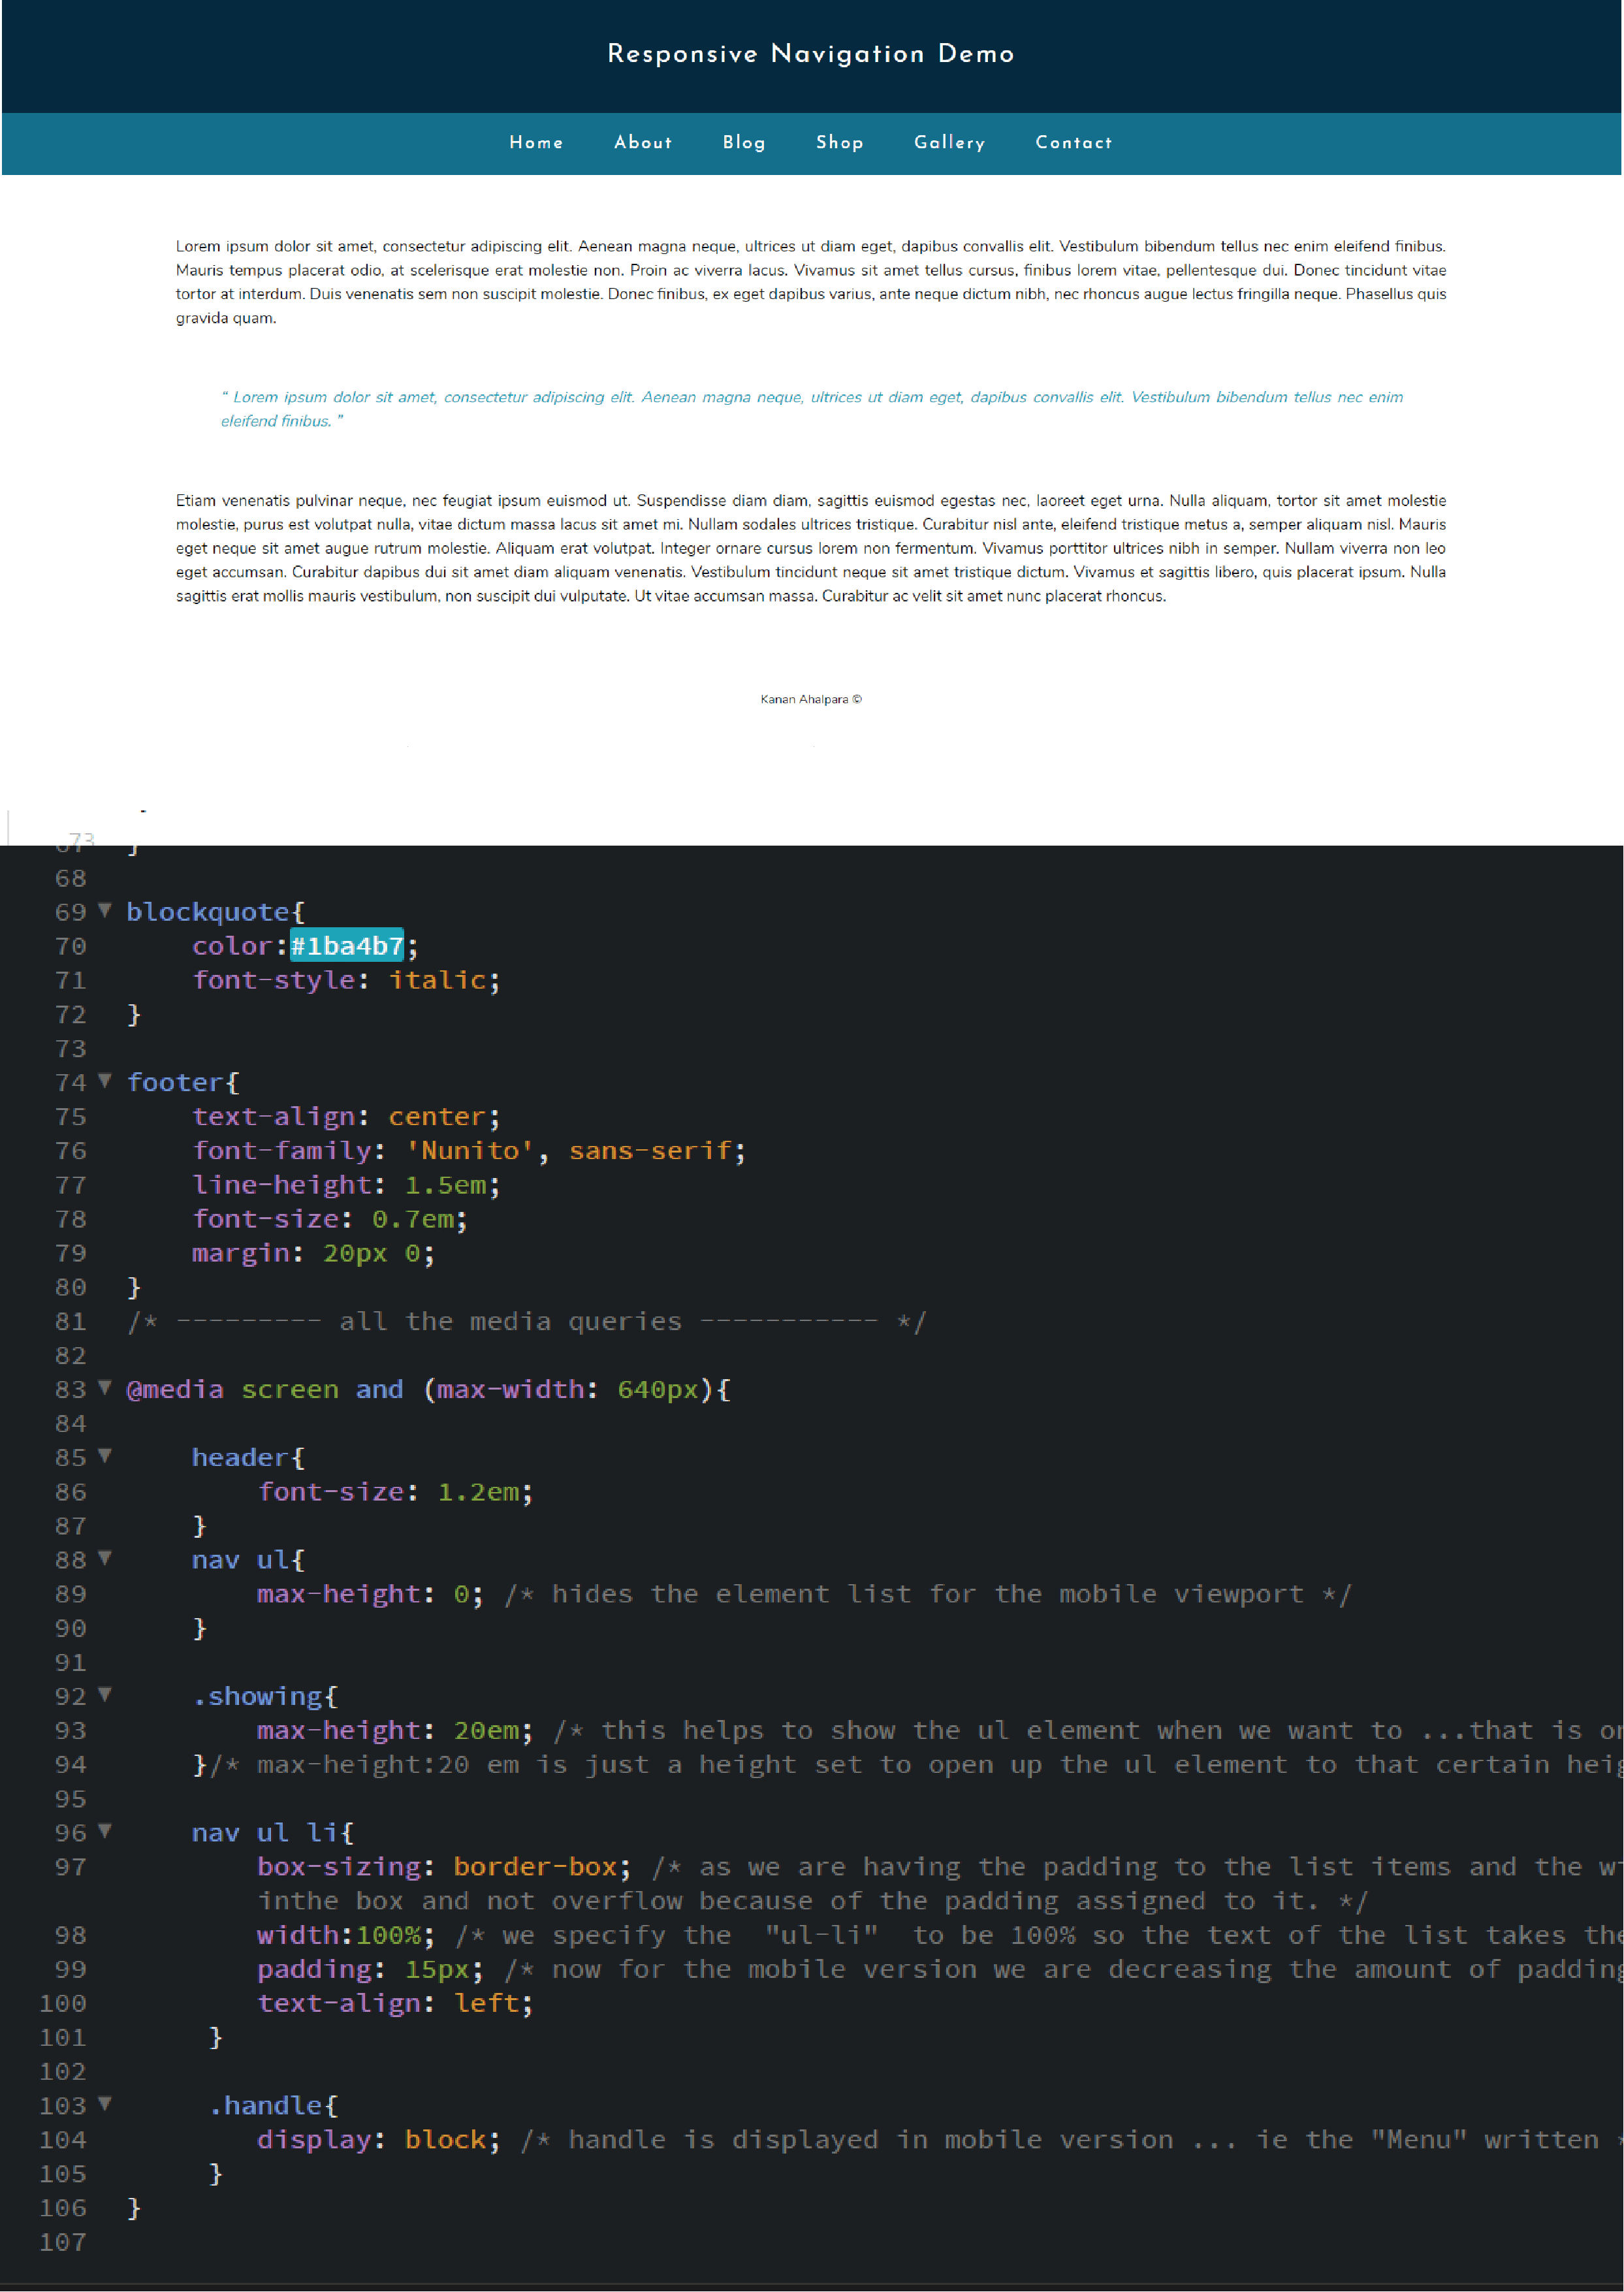 Responsive Navigation Demo
Home About Blog Shop Gallery Contact
Lorem ipsum dolor sit amet, consectetur adipiscing elit. Aenean magna neque, ultrices ut diam eget, dapibus convallis elit. Vestibulum bibendum tellus nec enim eleifend finibus.
Mauris tempus placerat odio, at scelerisque erat molestie non. Proin ac viverra lacus. Vivamus sit amet tellus cursus, finibus lorem vitae, pellentesque dui. Donec tincidunt vitae
tortor at interdum. Duis venenatis sem non suscipit molestie. Donec finibus, ex eget dapibus varius, ante neque dictum nibh, nec rhoncus augue lectus fringilla neque. Phasellus quis
gravida quam.
“ Lorem ipsum dolor sit amet, consectetur adipiscing elit. Aenean magna neque, ultrices ut diam eget, dapibus convallis elit. Vestibulum bibendum tellus nec enim
eleifend finibus. ”
Etiam venenatis pulvinar neque, nec feugiat ipsum euismod ut. Suspendisse diam diam, sagittis euismod egestas nec, laoreet eget urna. Nulla aliquam, tortor sit amet molestie
molestie, purus est volutpat nulla, vitae dictum massa lacus sit amet mi. Nullam sodales ultrices tristique. Curabitur nisl ante, eleifend tristique metus a, semper aliquam nisl. Mauris
eget neque sit amet augue rutrum molestie. Aliquam erat volutpat. Integer ornare cursus lorem non fermentum. Vivamus porttitor ultrices nibh in semper. Nullam viverra non leo
eget accumsan. Curabitur dapibus dui sit amet diam aliquam venenatis. Vestibulum tincidunt neque sit amet tristique dictum. Vivamus et sagittis libero, quis placerat ipsum. Nulla
sagittis erat mollis mauris vestibulum, non suscipit dui vulputate. Ut vitae accumsan massa. Curabitur ac velit sit amet nunc placerat rhoncus.
Kanan Ahalpara ©
73
67 }
68
69 blockquote{
70 color:#1ba4b7;
71 font-style: italic;
72 }
73
74 footer{
75 text-align: center;
76 font-family: 'Nunito', sans-serif;
77 line-height: 1.5em;
78 font-size: 0.7em;
79 margin: 20px 0;
80 }
81 /* --------- all the media queries ----------- */
82
83 @media screen and (max-width: 640px){
84
85 header{
86 font-size: 1.2em;
87 }
88 nav ul{
89 max-height: 0; /* hides the element list for the mobile viewport */
90 }
91
92 .showing{
93 max-height: 20em; /* this helps to show the ul element when we want to ...that is
94 }/* max-height:20 em is just a height set to open up the ul element to that certain
95
96 nav ul li{
97 box-sizing: border-box; /* as we are having the padding to the list items and the
inthe box and not overflow because of the padding assigned to it. */
98 width:100%; /* we specify the "ul-li" to be 100% so the text of the list takes
99 padding: 15px; /* now for the mobile version we are decreasing the amount of padding
100 text-align: left;
101 }
102
103 .handle{
104 display: block; /* handle is displayed in mobile version ... ie the "Menu" written
105 }
106 }
107